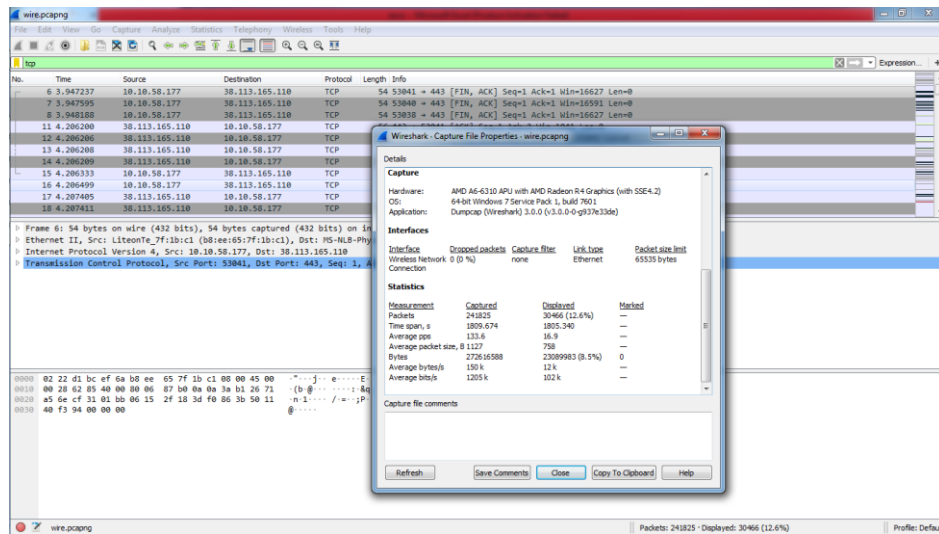 wire.pcapng
File Edit View Go Capture Analyze Statistics Telephony Wireless Tools Help
tcp
Expression... +
No. Time Source Destination Protocol Length Info
6 3.947237 10.10.58.177 38.113.165.110 TCP 54 53041 → 443 [FIN, ACK] Seq=1 Ack=1 Win=16627 Len=0
7 3.947595 10.10.58.177 38.113.165.110 TCP 54 53040 → 443 [FIN, ACK] Seq=1 Ack=1 Win=16591 Len=0
8 3.948188 10.10.58.177 38.113.165.110 TCP 54 53038 → 443 [FIN, ACK] Seq=1 Ack=1 Win=16627 Len=0
11 4.206200 38.113.165.110 10.10.58.177 TCP
12 4.206206 38.113.165.110 10.10.58.177 TCP
13 4.206208 38.113.165.110 10.10.58.177 TCP
14 4.206209 38.113.165.110 10.10.58.177 TCP
15 4.206333 10.10.58.177 38.113.165.110 TCP
16 4.206499 10.10.58.177 38.113.165.110 TCP
17 4.207405 38.113.165.110 10.10.58.177 TCP
18 4.207411 38.113.165.110 10.10.58.177 TCP
Frame 6: 54 bytes on wire (432 bits), 54 bytes captured (432 bits) on in
Ethernet II, Src: LiteonTe_7f:1b:c1 (b8:ee:65:7f:1b:c1), Dst: MS-NLB-Phy
Internet Protocol Version 4, Src: 10.10.58.177, Dst: 38.113.165.110
Transmission Control Protocol, Src Port: 53041, Dst Port: 443, Seq: 1, A
0000 02 22 d1 bc ef 6a b8 ee 65 7f 1b c1 08 00 45 00 ·"···j·· e·····E·
0010 00 28 62 85 40 00 80 06 87 b0 0a 0a 3a b1 26 71 ·(b·@··· ····:·&q
0020 a5 6e cf 31 01 bb 06 15 2f 18 3d f0 86 3b 50 11 ·n·1···· /·=··;P·
0030 40 f3 94 00 00 00 @·····
Wireshark · Capture File Properties · wire.pcapng
Details
Capture
Hardware: AMD A6-6310 APU with AMD Radeon R4 Graphics (with SSE4.2)
OS: 64-bit Windows 7 Service Pack 1, build 7601
Application: Dumpcap (Wireshark) 3.0.0 (v3.0.0-0-g937e33de)
Interfaces
Interface Dropped packets Capture filter Link type Packet size limit
Wireless Network 0 (0 %) none Ethernet 65535 bytes
Connection
Statistics
Measurement Captured Displayed Marked
Packets 241825 30466 (12.6%) —
Time span, s 1809.674 1805.340 —
Average pps 133.6 16.9 —
Average packet size, B 1127 758 —
Bytes 272616588 23089983 (8.5%) 0
Average bytes/s 150 k 12 k —
Average bits/s 1205 k 102 k —
Capture file comments
Refresh Save Comments Close Copy To Clipboard Help
wire.pcapng
Packets: 241825 · Displayed: 30466 (12.6%)
Profile: Defau